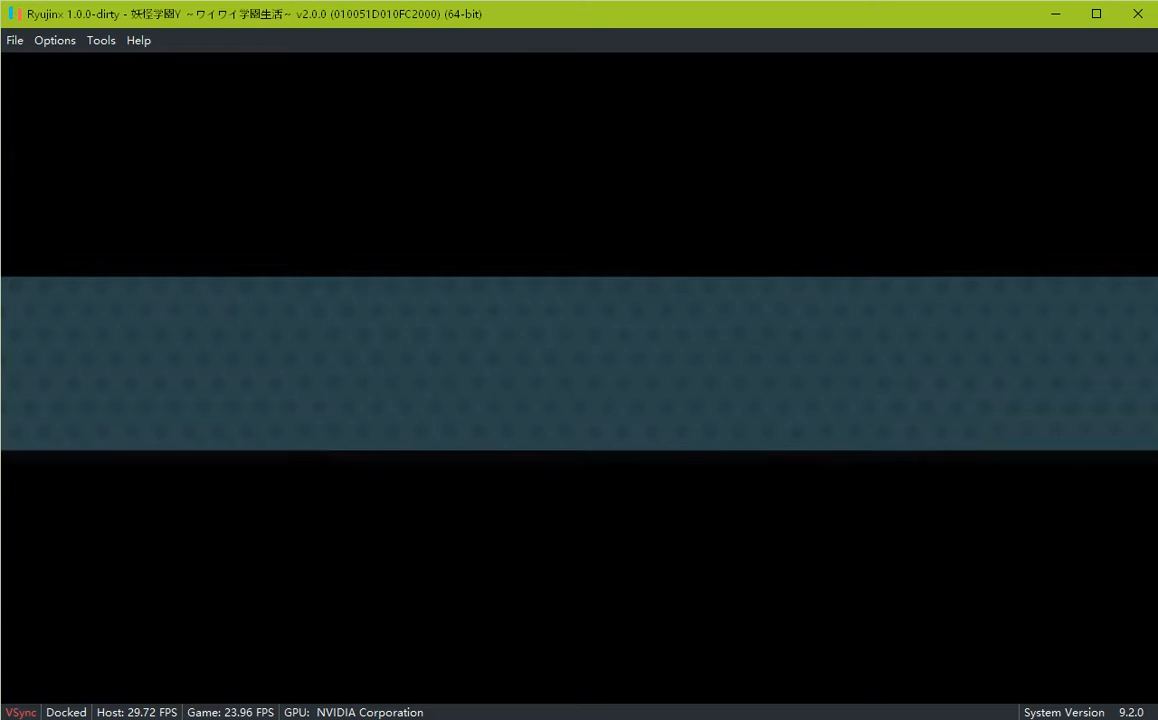 Ryujinx 1.0.0-dirty - 妖怪学園Y ～ワイワイ学園生活～ v2.0.0 (010051D010FC2000) (64-bit)
File Options Tools Help
VSync Docked Host: 29.72 FPS Game: 23.96 FPS GPU: NVIDIA Corporation System Version 9.2.0